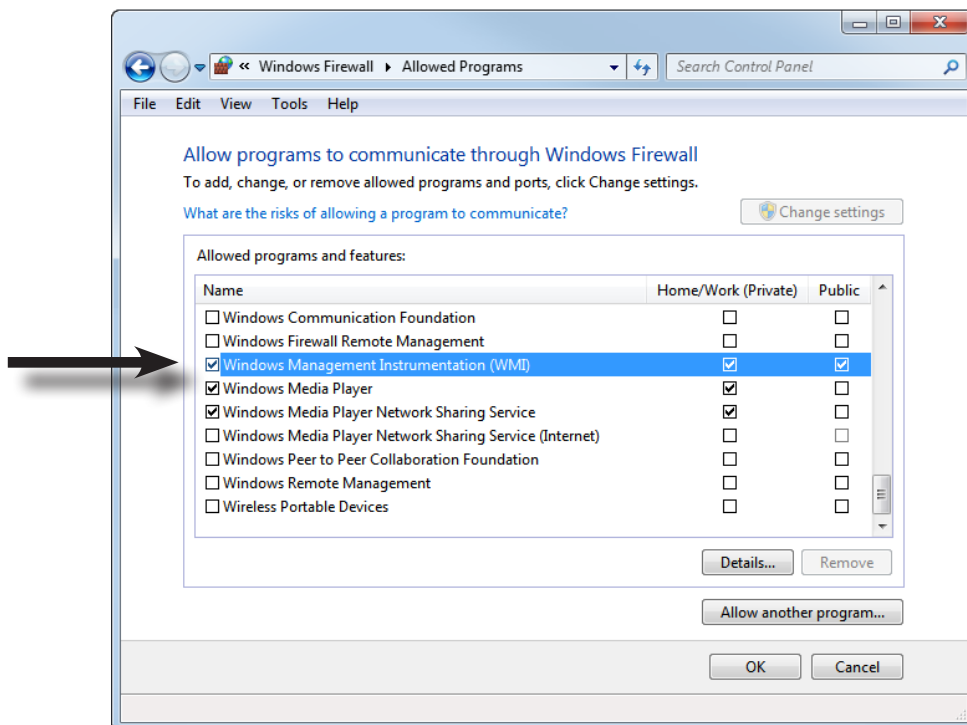 « Windows Firewall ▸ Allowed Programs
Search Control Panel
File Edit View Tools Help
Allow programs to communicate through Windows Firewall
To add, change, or remove allowed programs and ports, click Change settings.
What are the risks of allowing a program to communicate?
Change settings
Allowed programs and features:
Name Home/Work (Private) Public
Windows Communication Foundation
Windows Firewall Remote Management
Windows Management Instrumentation (WMI)
Windows Media Player
Windows Media Player Network Sharing Service
Windows Media Player Network Sharing Service (Internet)
Windows Peer to Peer Collaboration Foundation
Windows Remote Management
Wireless Portable Devices
Details... Remove
Allow another program...
OK Cancel